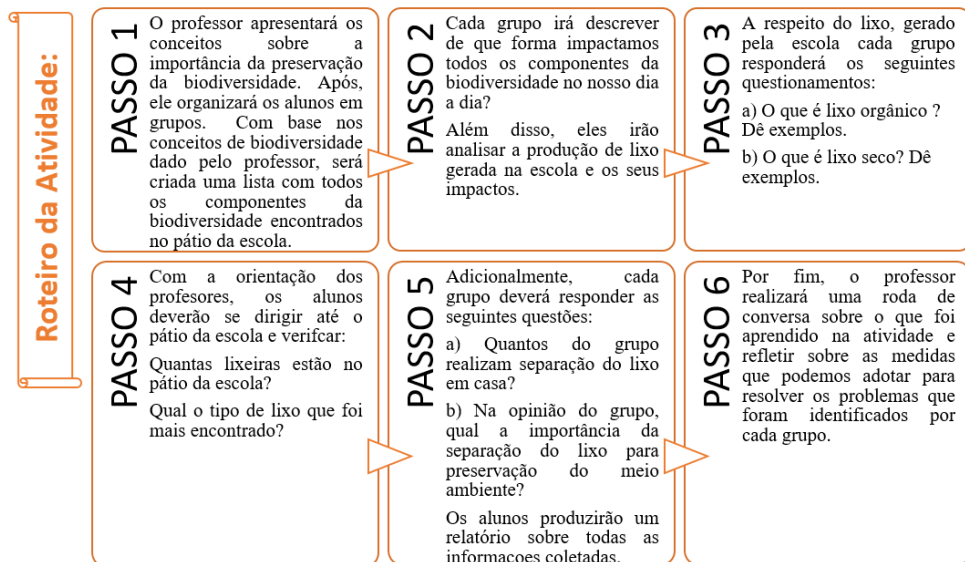 Roteiro da Atividade:
PASSO 1
O professor apresentará os
conceitos sobre a
importância da preservação
da biodiversidade. Após,
ele organizará os alunos em
grupos. Com base nos
conceitos de biodiversidade
dado pelo professor, será
criada uma lista com todos
os componentes da
biodiversidade encontrados
no pátio da escola.
PASSO 2
Cada grupo irá descrever
de que forma impactamos
todos os componentes da
biodiversidade no nosso dia
a dia?
Além disso, eles irão
analisar a produção de lixo
gerada na escola e os seus
impactos.
PASSO 3
A respeito do lixo, gerado
pela escola cada grupo
responderá os seguintes
questionamentos:
a) O que é lixo orgânico ?
Dê exemplos.
b) O que é lixo seco? Dê
exemplos.
PASSO 4
Com a orientação dos
profesores, os alunos
deverão se dirigir até o
pátio da escola e verifcar:
Quantas lixeiras estão no
pátio da escola?
Qual o tipo de lixo que foi
mais encontrado?
PASSO 5
Adicionalmente, cada
grupo deverá responder as
seguintes questões:
a) Quantos do grupo
realizam separação do lixo
em casa?
b) Na opinião do grupo,
qual a importância da
separação do lixo para
preservação do meio
ambiente?
Os alunos produzirão um
relatório sobre todas as
informacoes coletadas.
PASSO 6
Por fim, o professor
realizará uma roda de
conversa sobre o que foi
aprendido na atividade e
refletir sobre as medidas
que podemos adotar para
resolver os problemas que
foram identificados por
cada grupo.